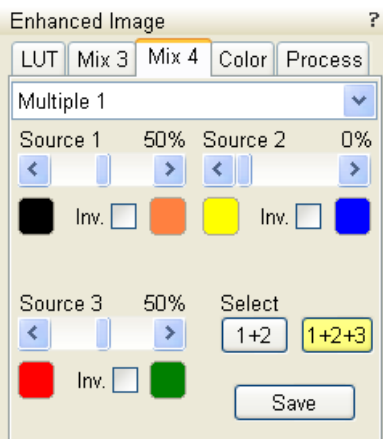 Enhanced Image ?
LUT Mix 3 Mix 4 Color Process
Multiple 1
Source 1 50% Source 2 0%
Inv. Inv.
Source 3 50% Select
1+2 1+2+3
Inv.
Save